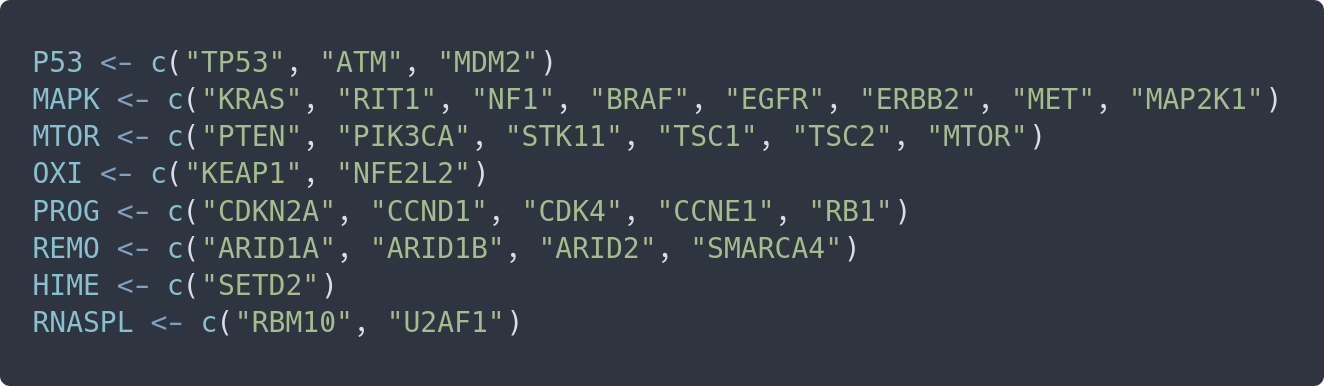 P53 <- c("TP53", "ATM", "MDM2")
MAPK <- c("KRAS", "RIT1", "NF1", "BRAF", "EGFR", "ERBB2", "MET", "MAP2K1")
MTOR <- c("PTEN", "PIK3CA", "STK11", "TSC1", "TSC2", "MTOR")
OXI <- c("KEAP1", "NFE2L2")
PROG <- c("CDKN2A", "CCND1", "CDK4", "CCNE1", "RB1")
REMO <- c("ARID1A", "ARID1B", "ARID2", "SMARCA4")
HIME <- c("SETD2")
RNASPL <- c("RBM10", "U2AF1")